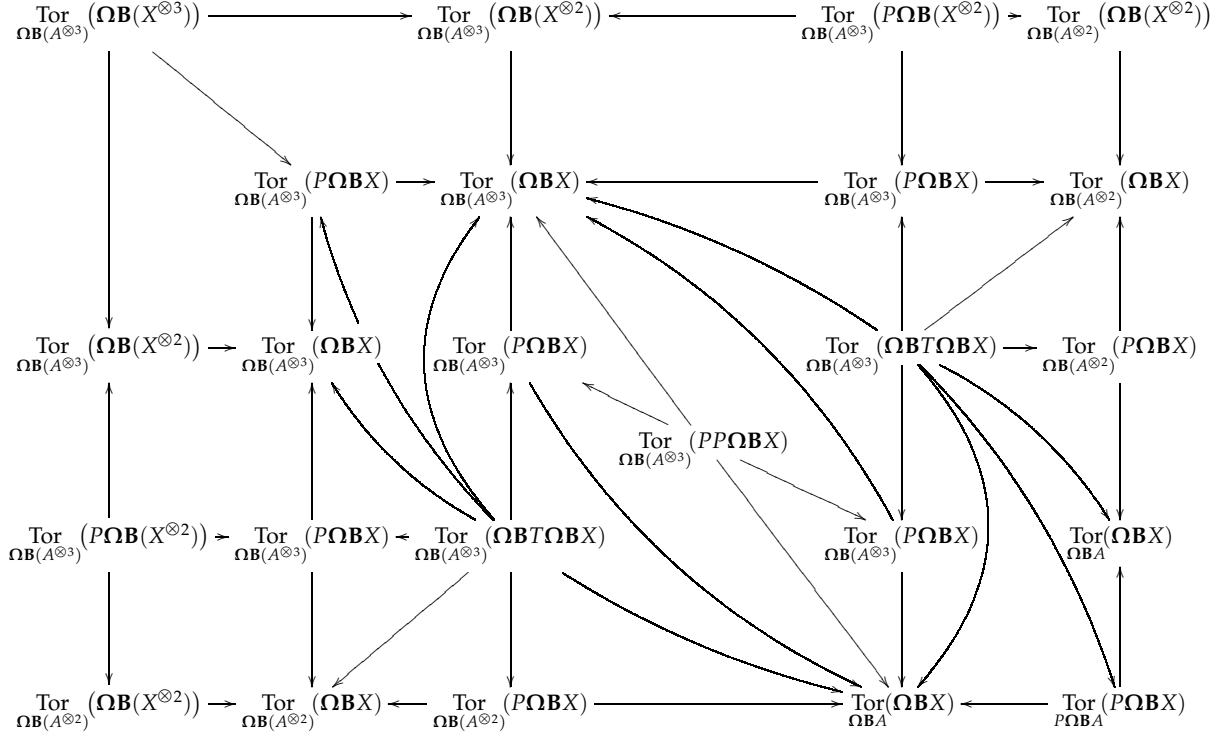 Tor_{𝛀𝐁(A^{⊗3})}(𝛀𝐁(X^{⊗3})) Tor_{𝛀𝐁(A^{⊗3})}(𝛀𝐁(X^{⊗2})) Tor_{𝛀𝐁(A^{⊗3})}(P𝛀𝐁(X^{⊗2})) Tor_{𝛀𝐁(A^{⊗2})}(𝛀𝐁(X^{⊗2}))
Tor_{𝛀𝐁(A^{⊗3})}(P𝛀𝐁X) Tor_{𝛀𝐁(A^{⊗3})}(𝛀𝐁X) Tor_{𝛀𝐁(A^{⊗3})}(P𝛀𝐁X) Tor_{𝛀𝐁(A^{⊗2})}(𝛀𝐁X)
Tor_{𝛀𝐁(A^{⊗3})}(𝛀𝐁(X^{⊗2})) Tor_{𝛀𝐁(A^{⊗3})}(𝛀𝐁X) Tor_{𝛀𝐁(A^{⊗3})}(P𝛀𝐁X) Tor_{𝛀𝐁(A^{⊗3})}(𝛀𝐁T𝛀𝐁X) Tor_{𝛀𝐁(A^{⊗2})}(P𝛀𝐁X)
Tor_{𝛀𝐁(A^{⊗3})}(PP𝛀𝐁X)
Tor_{𝛀𝐁(A^{⊗3})}(P𝛀𝐁(X^{⊗2})) Tor_{𝛀𝐁(A^{⊗3})}(P𝛀𝐁X) Tor_{𝛀𝐁(A^{⊗3})}(𝛀𝐁T𝛀𝐁X) Tor_{𝛀𝐁(A^{⊗3})}(P𝛀𝐁X) Tor_{𝛀𝐁A}(𝛀𝐁X)
Tor_{𝛀𝐁(A^{⊗2})}(𝛀𝐁(X^{⊗2})) Tor_{𝛀𝐁(A^{⊗2})}(𝛀𝐁X) Tor_{𝛀𝐁(A^{⊗2})}(P𝛀𝐁X) Tor_{𝛀𝐁A}(𝛀𝐁X) Tor_{P𝛀𝐁A}(P𝛀𝐁X)